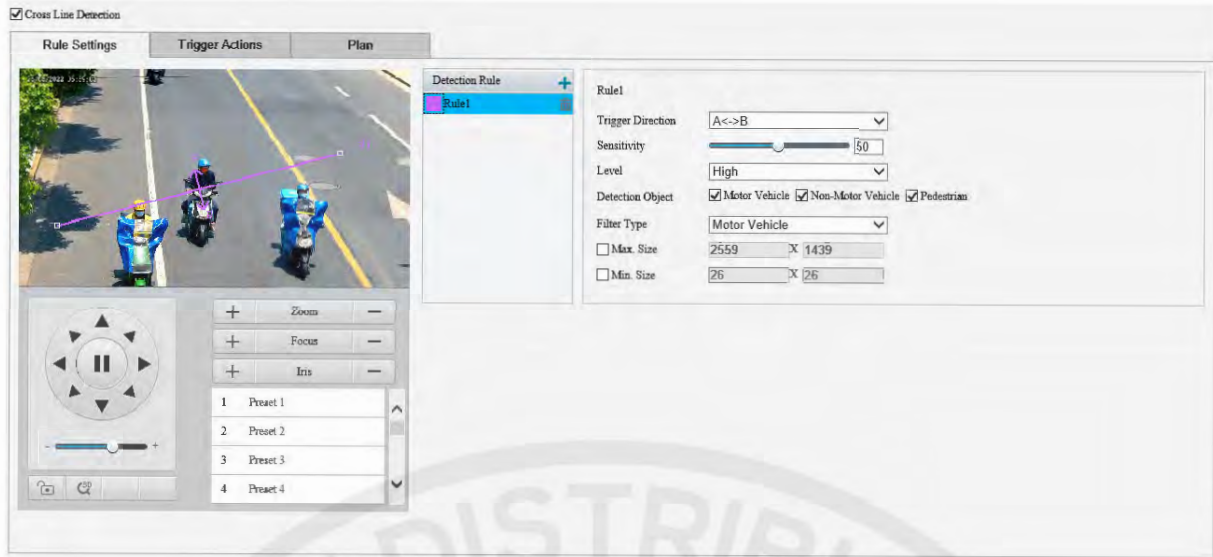 Cross Line Detection
Rule Settings Trigger Actions Plan
Detection Rule +
Rule1
Rule1
Trigger Direction A<->B
Sensitivity 50
Level High
Detection Object Motor Vehicle Non-Motor Vehicle Pedestrian
Filter Type Motor Vehicle
Max. Size 2559 X 1439
Min. Size 26 X 26
+ Zoom −
+ Focus −
+ Iris −
1 Preset 1
2 Preset 2
3 Preset 3
4 Preset 4
- +
3D
DISTRIB